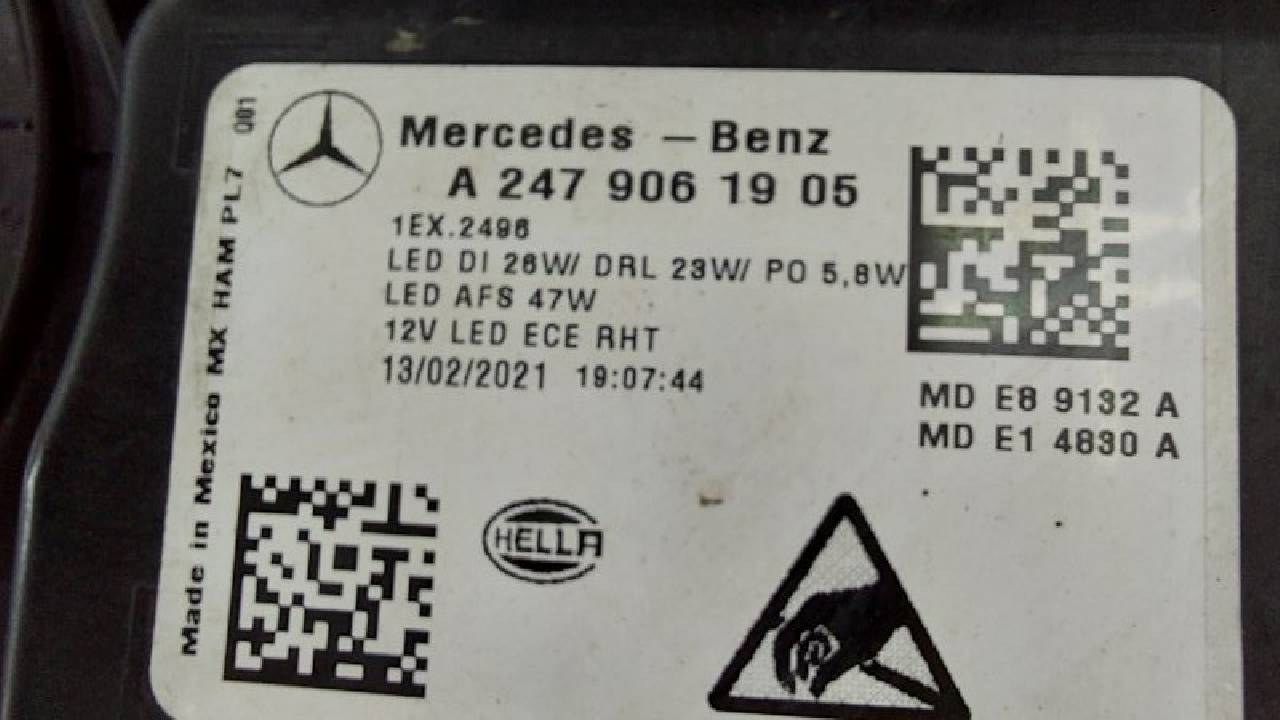 Mercedes – Benz
A 247 906 19 05
1EX.2496
LED DI 26W/ DRL 23W/ PO 5,8W
LED AFS 47W
12V LED ECE RHT
13/02/2021 19:07:44
MD E8 9132 A
MD E1 4830 A
HELLA
Made in Mexico MX HAM PL7 Q01